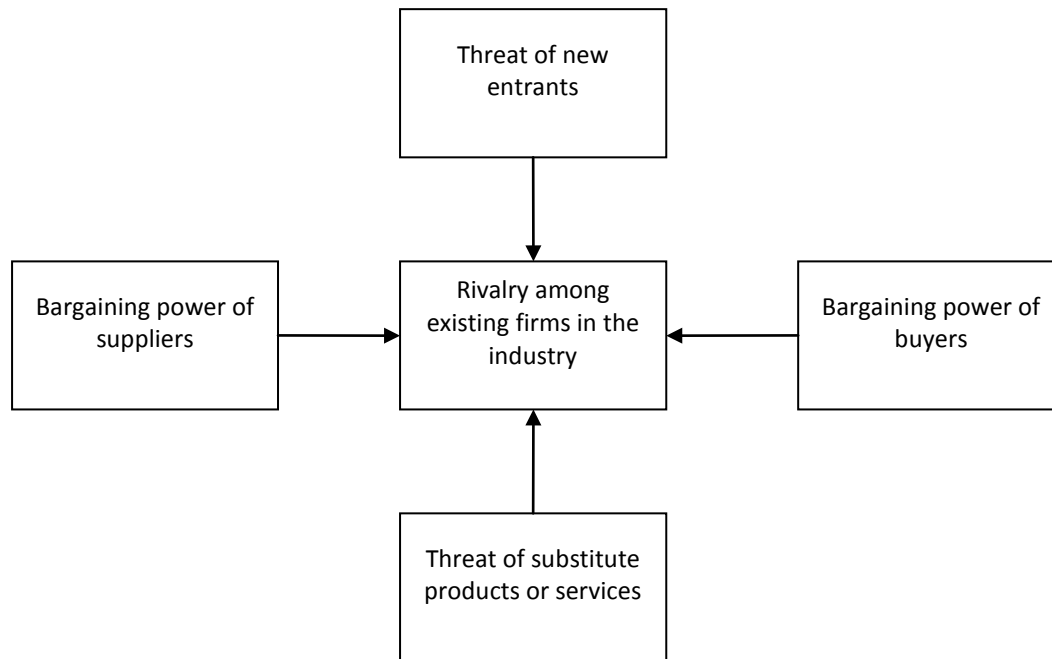 Threat of new
entrants
Bargaining power of
suppliers
Rivalry among
existing firms in the
industry
Bargaining power of
buyers
Threat of substitute
products or services